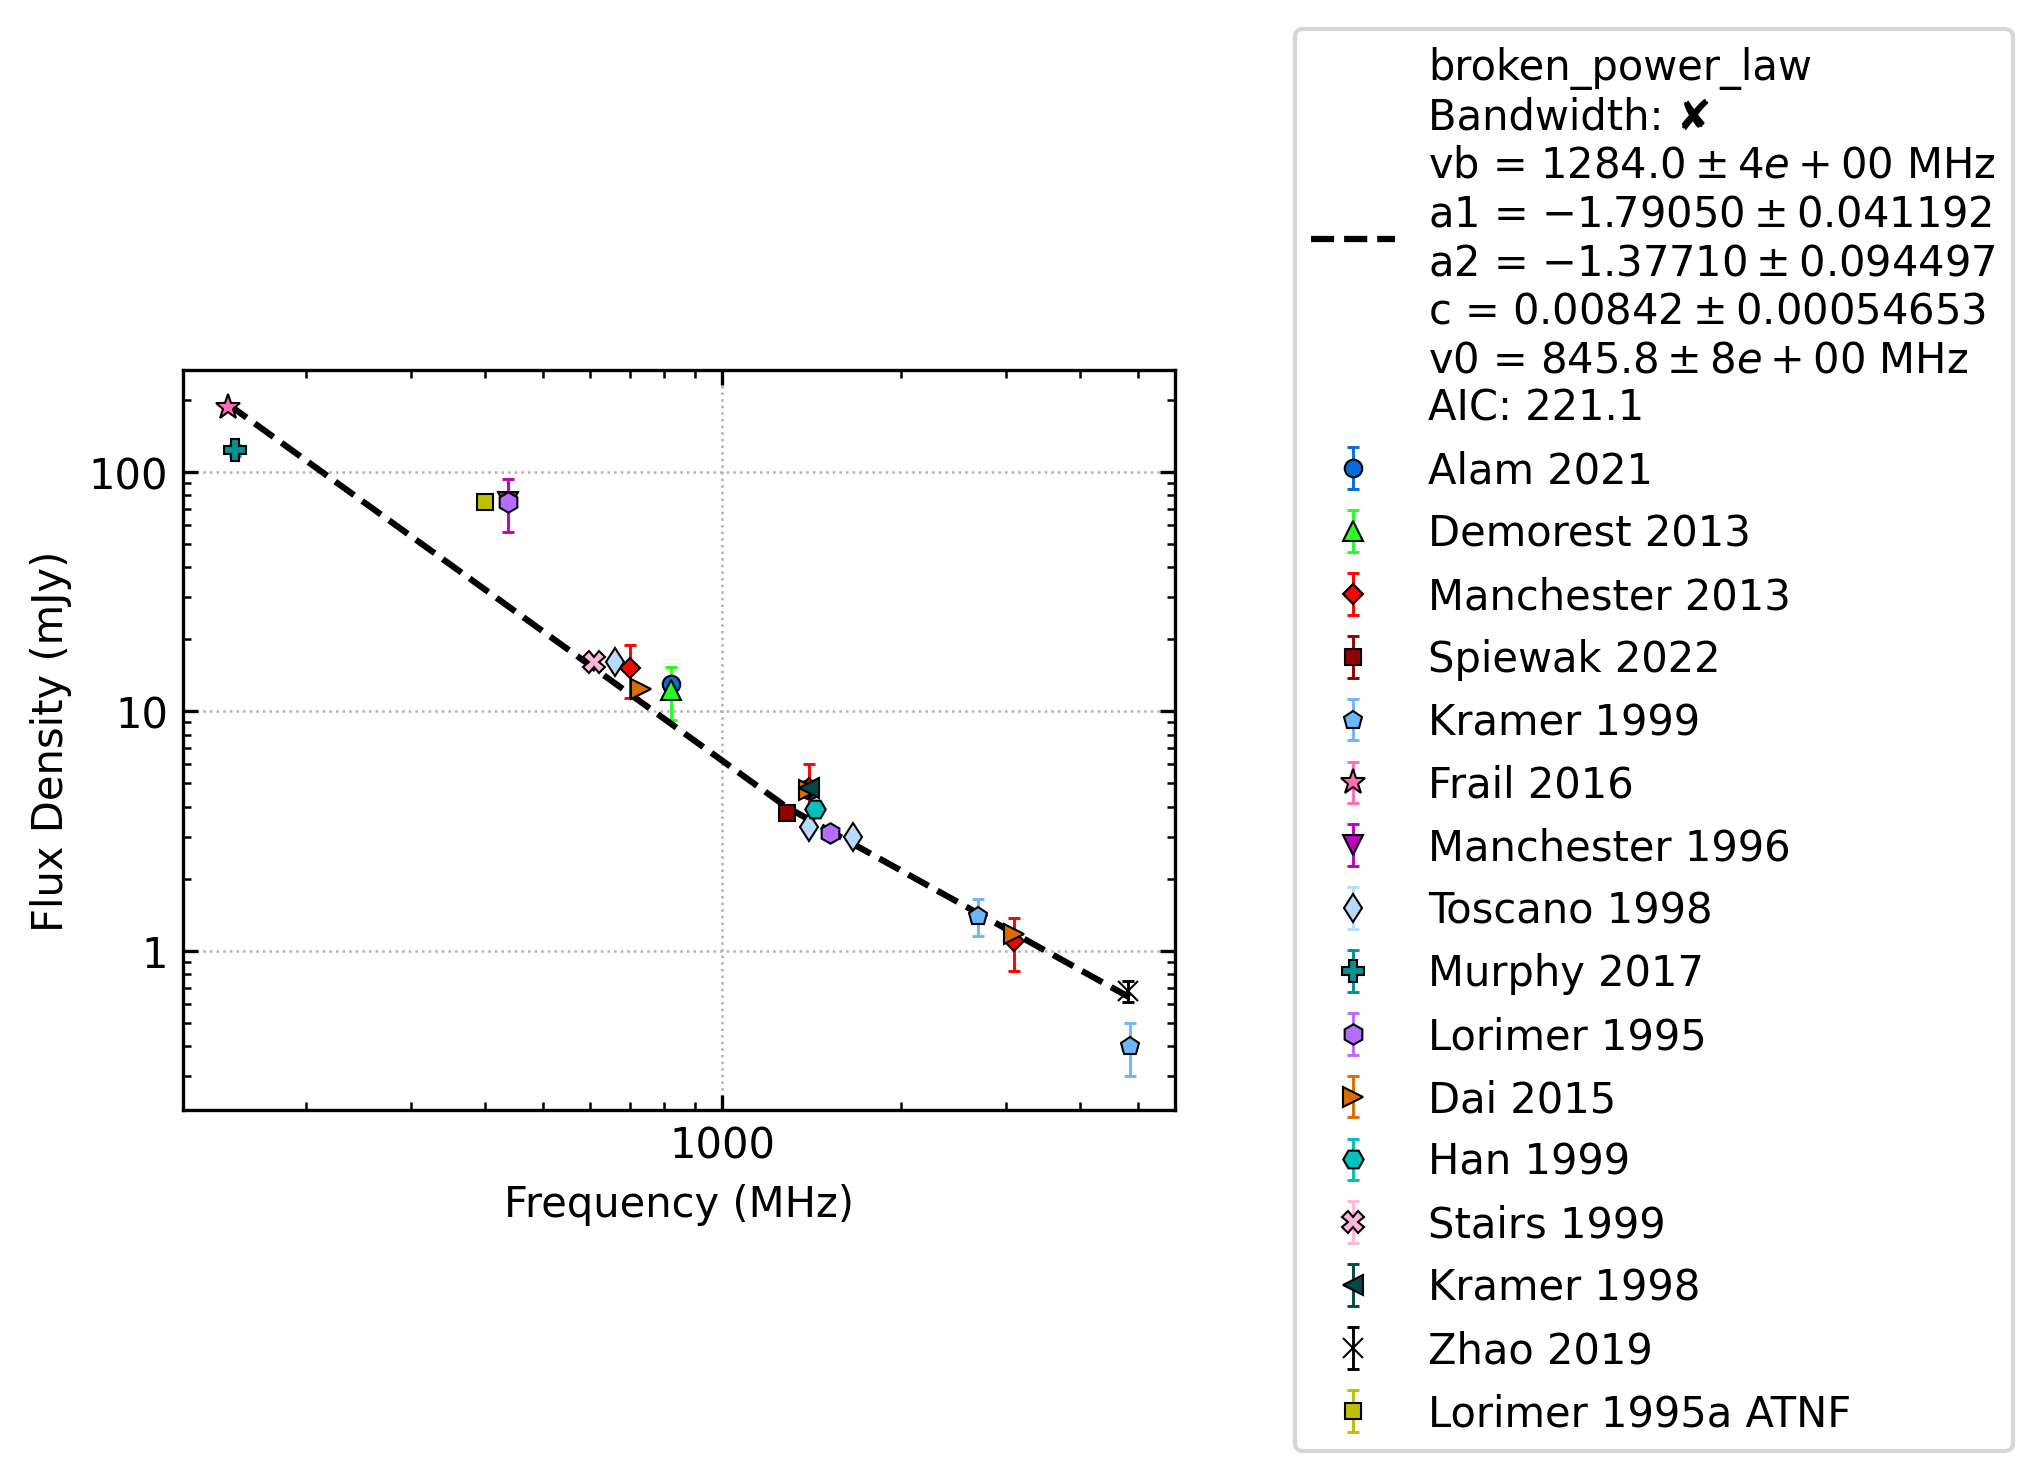 broken_power_law
Bandwidth: ✘
vb = 1284.0 ± 4e + 00 MHz
a1 = −1.79050 ± 0.041192
a2 = −1.37710 ± 0.094497
c = 0.00842 ± 0.00054653
v0 = 845.8 ± 8e + 00 MHz
AIC: 221.1
Alam 2021
Demorest 2013
Manchester 2013
Spiewak 2022
Kramer 1999
Frail 2016
Manchester 1996
Toscano 1998
Murphy 2017
Lorimer 1995
Dai 2015
Han 1999
Stairs 1999
Kramer 1998
Zhao 2019
Lorimer 1995a ATNF
Flux Density (mJy)
100
10
1
1000
Frequency (MHz)